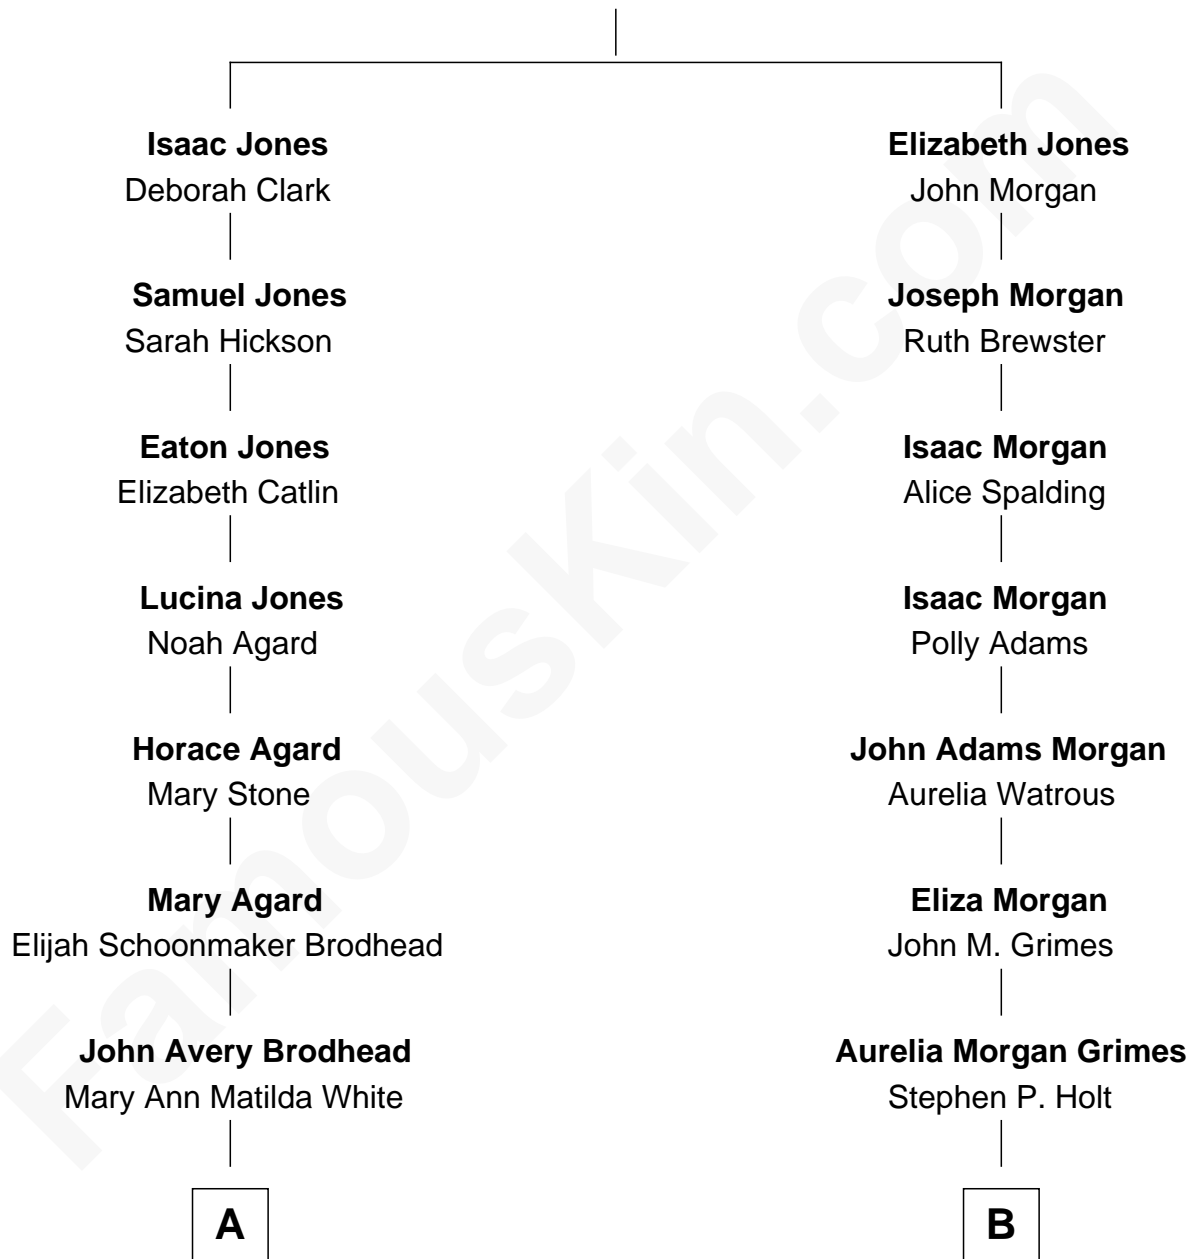 Isaac Jones
Deborah Clark
Samuel Jones
Sarah Hickson
Eaton Jones
Elizabeth Catlin
Lucina Jones
Noah Agard
Horace Agard
Mary Stone
Mary Agard
Elijah Schoonmaker Brodhead
John Avery Brodhead
Mary Ann Matilda White
A
Elizabeth Jones
John Morgan
Joseph Morgan
Ruth Brewster
Isaac Morgan
Alice Spalding
Isaac Morgan
Polly Adams
John Adams Morgan
Aurelia Watrous
Eliza Morgan
John M. Grimes
Aurelia Morgan Grimes
Stephen P. Holt
B
FamousKin.com